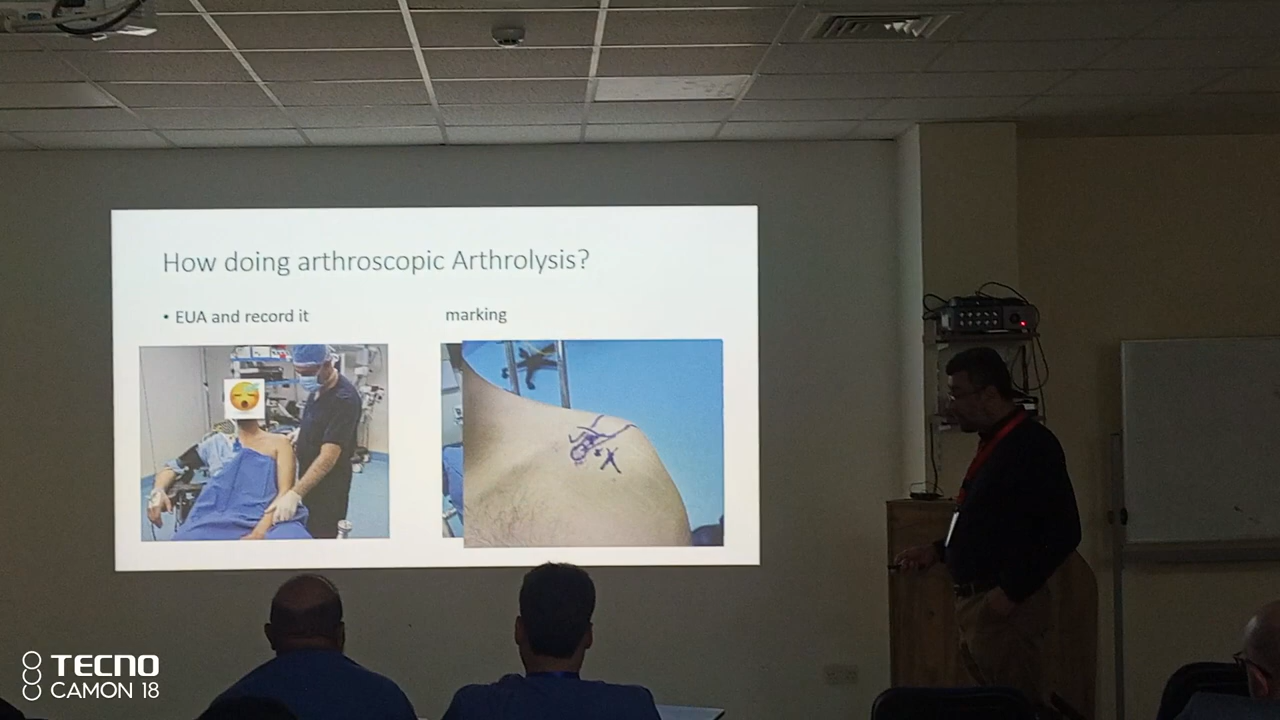 How doing arthroscopic Arthrolysis?
• EUA and record it
marking
TECNO
CAMON 18